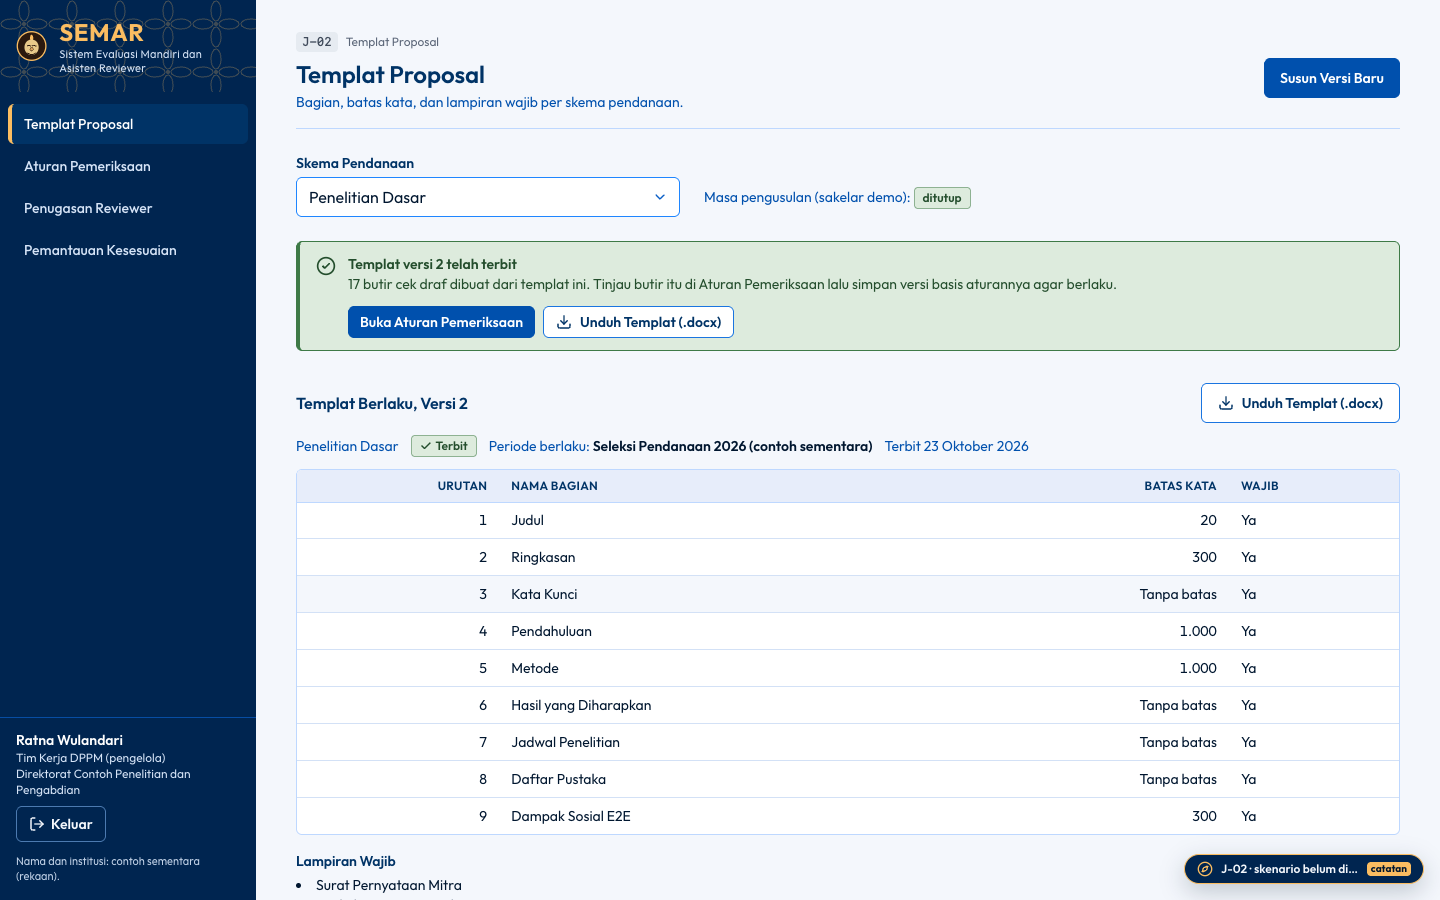 SEMAR
Sistem Evaluasi Mandiri dan
Asisten Reviewer
Templat Proposal
Aturan Pemeriksaan
Penugasan Reviewer
Pemantauan Kesesuaian
Ratna Wulandari
Tim Kerja DPPM (pengelola)
Direktorat Contoh Penelitian dan
Pengabdian
Keluar
Nama dan institusi: contoh sementara
(rekaan).
J-02 Templat Proposal
Templat Proposal
Bagian, batas kata, dan lampiran wajib per skema pendanaan.
Susun Versi Baru
Skema Pendanaan
Penelitian Dasar
Masa pengusulan (sakelar demo): ditutup
Templat versi 2 telah terbit
17 butir cek draf dibuat dari templat ini. Tinjau butir itu di Aturan Pemeriksaan lalu simpan versi basis aturannya agar berlaku.
Buka Aturan Pemeriksaan Unduh Templat (.docx)
Templat Berlaku, Versi 2
Unduh Templat (.docx)
Penelitian Dasar Terbit Periode berlaku: Seleksi Pendanaan 2026 (contoh sementara) Terbit 23 Oktober 2026
URUTAN NAMA BAGIAN BATAS KATA WAJIB
1 Judul 20 Ya
2 Ringkasan 300 Ya
3 Kata Kunci Tanpa batas Ya
4 Pendahuluan 1.000 Ya
5 Metode 1.000 Ya
6 Hasil yang Diharapkan Tanpa batas Ya
7 Jadwal Penelitian Tanpa batas Ya
8 Daftar Pustaka Tanpa batas Ya
9 Dampak Sosial E2E 300 Ya
Lampiran Wajib
Surat Pernyataan Mitra
J-02 · skenario belum di... catatan